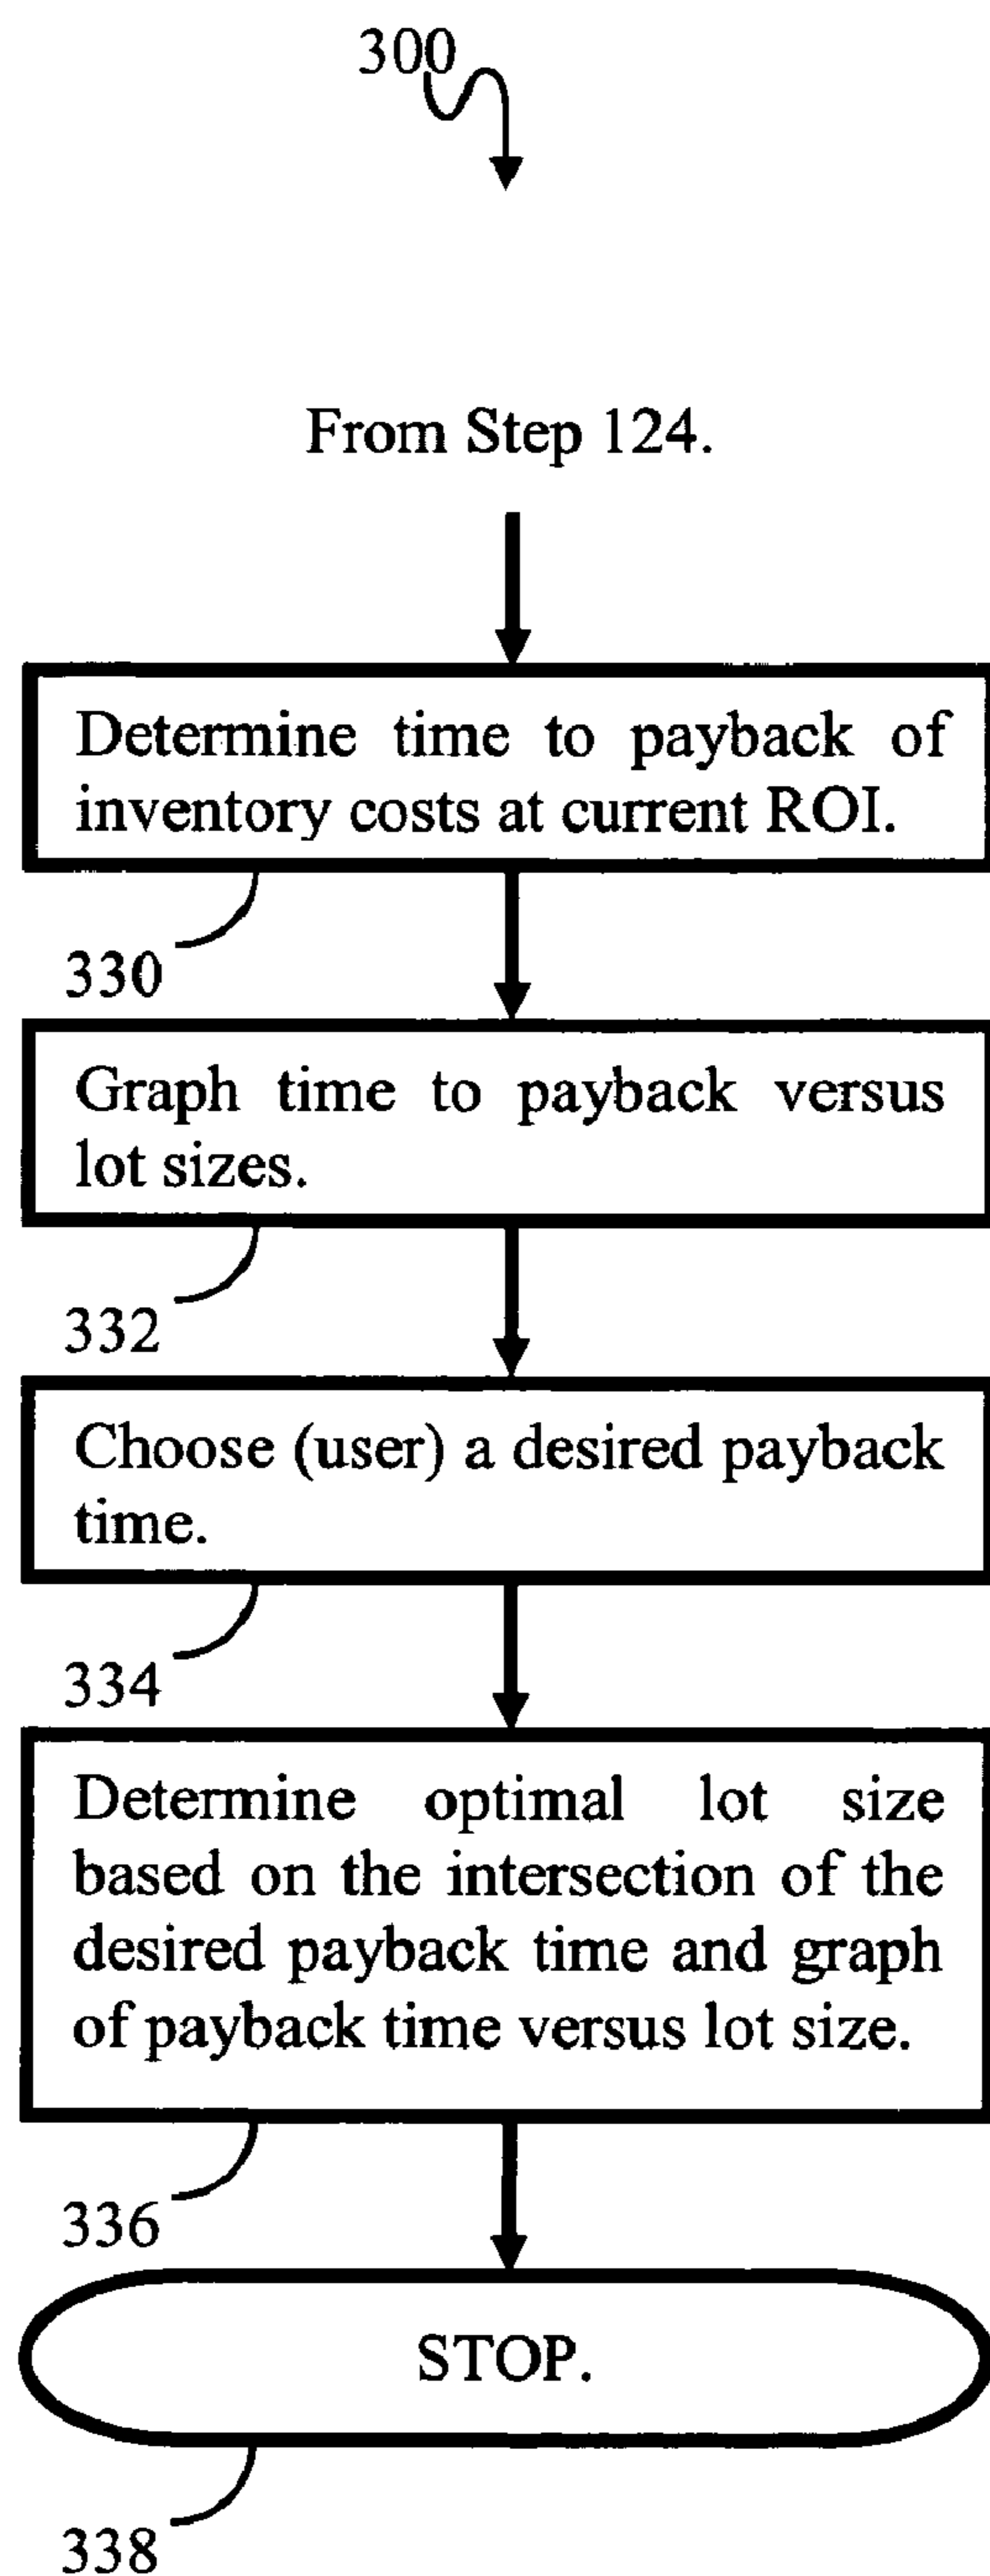 300
From Step 124.
Determine time to payback of
inventory costs at current ROI.
330
Graph time to payback versus
lot sizes.
332
Choose (user) a desired payback
time.
334
Determine optimal lot size
based on the intersection of the
desired payback time and graph
of payback time versus lot size.
336
STOP.
338